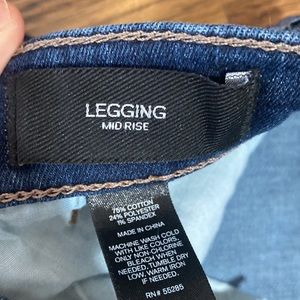 LEGGING
MID RISE
75% COTTON
24% POLYESTER
1% SPANDEX
MADE IN CHINA
MACHINE WASH COLD
WITH LIKE COLORS.
ONLY NON-CHLORINE
BLEACH WHEN
NEEDED. TUMBLE DRY
LOW. WARM IRON
IF NEEDED.
RN# 55285